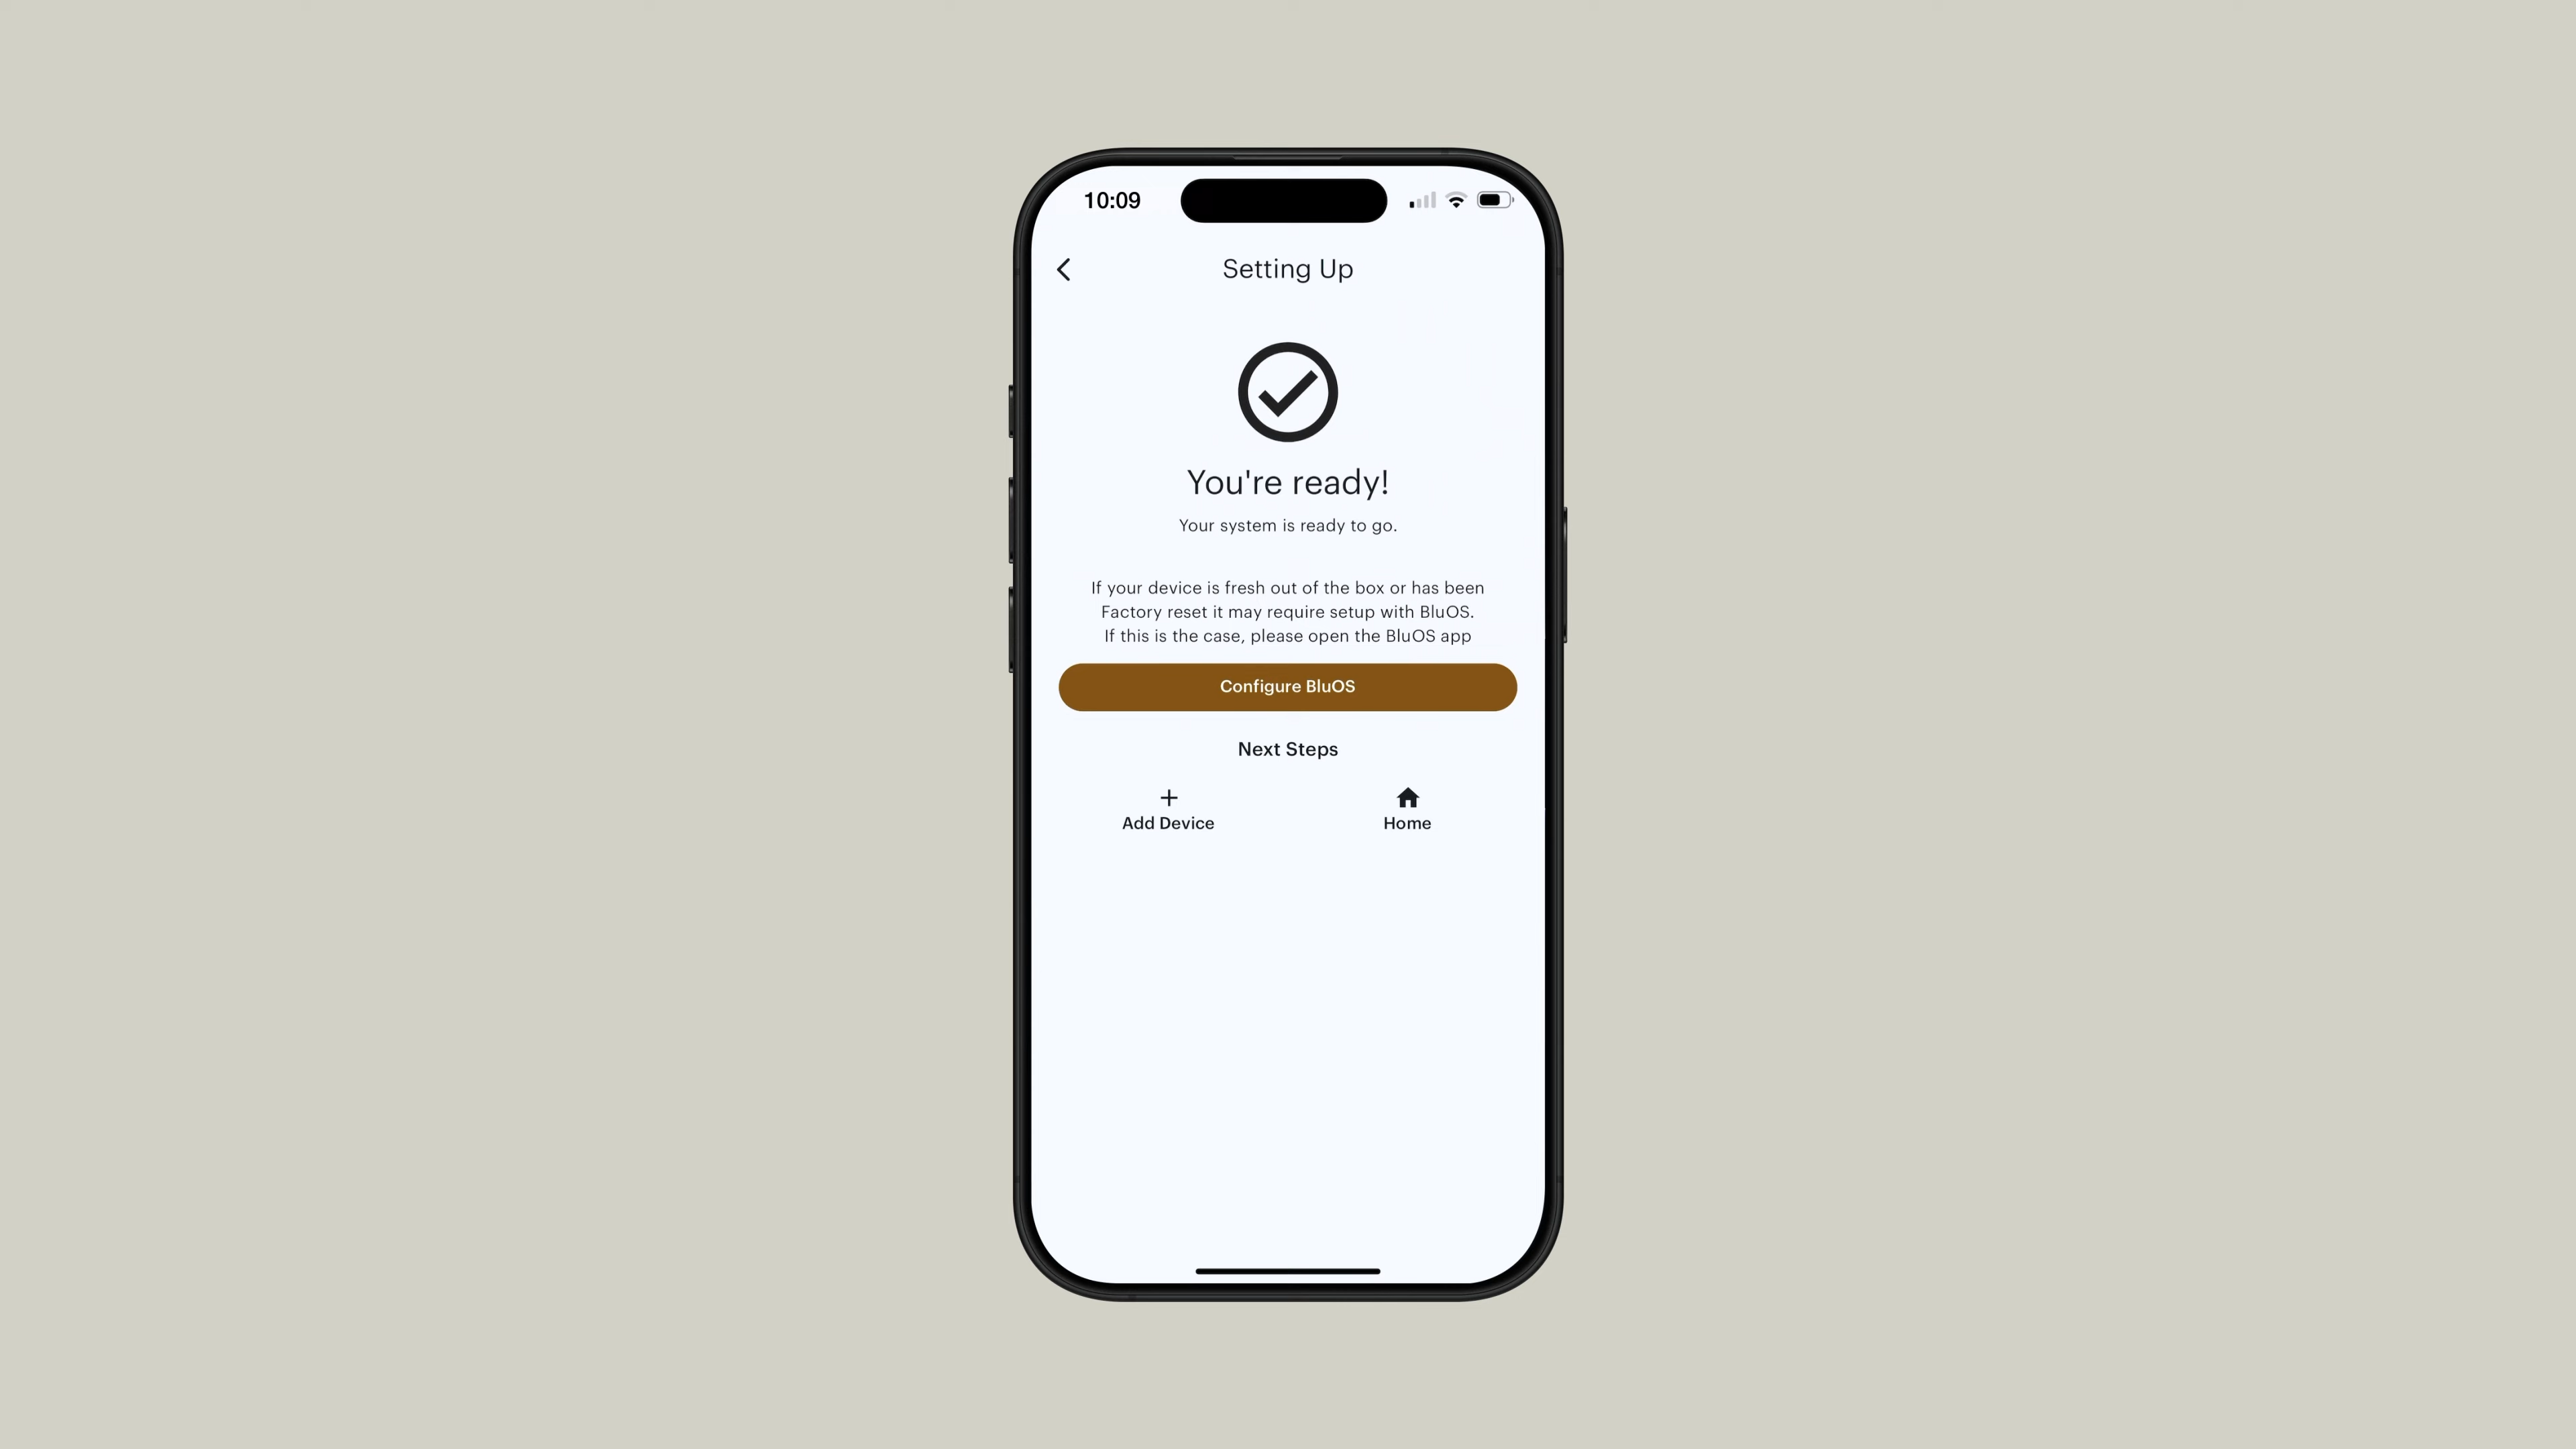 10:09
Setting Up
You're ready!
Your system is ready to go.
If your device is fresh out of the box or has been
Factory reset it may require setup with BluOS.
If this is the case, please open the BluOS app
Configure BluOS
Next Steps
Add Device
Home